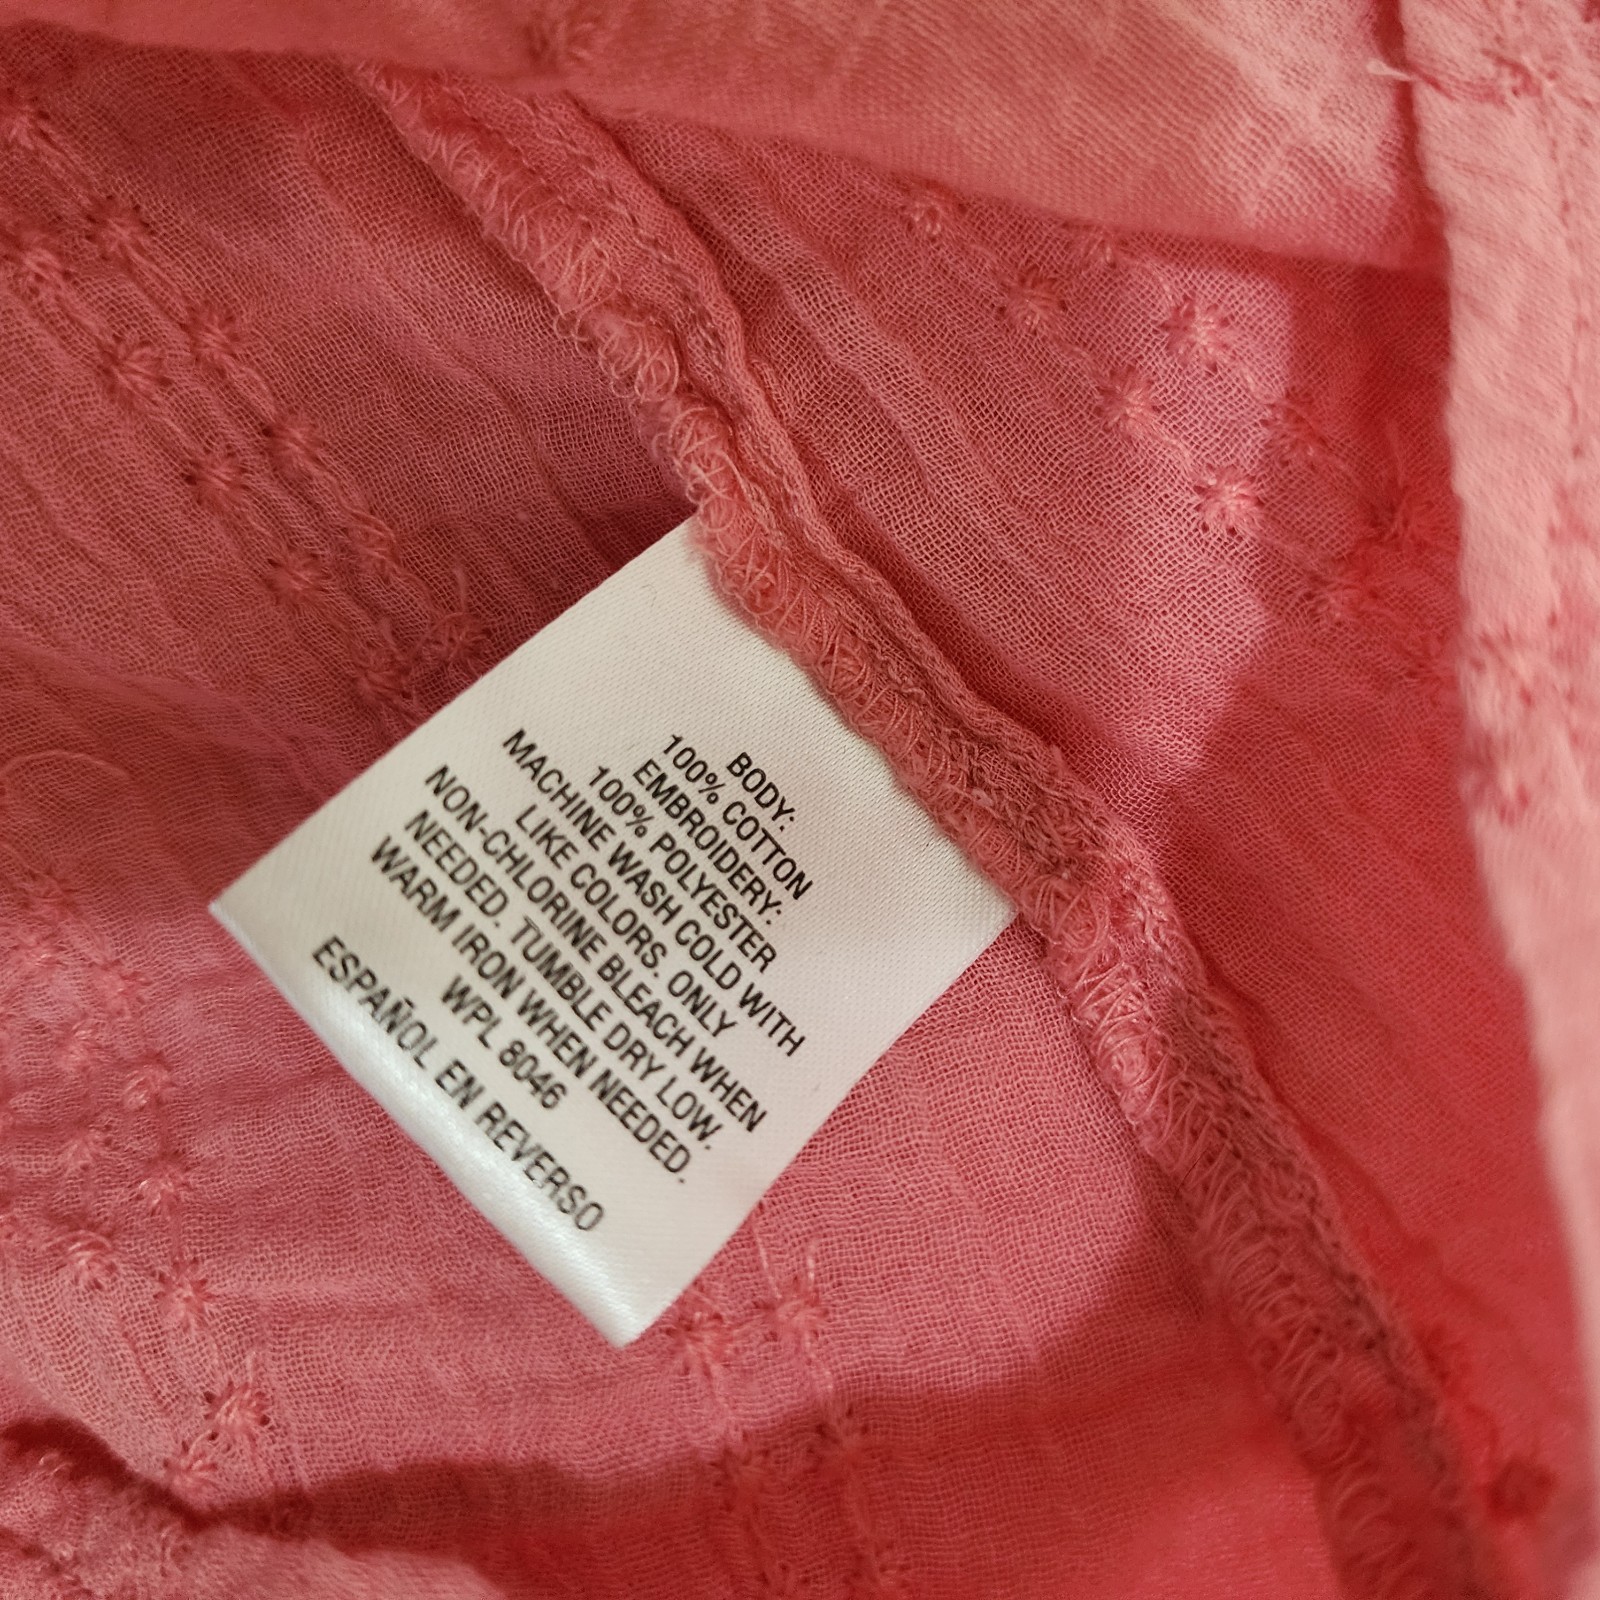 BODY:
100% COTTON
EMBROIDERY:
100% POLYESTER
MACHINE WASH COLD WITH
LIKE COLORS. ONLY
NON-CHLORINE BLEACH WHEN
NEEDED. TUMBLE DRY LOW.
WARM IRON WHEN NEEDED.
WPL 8046
ESPAÑOL EN REVERSO